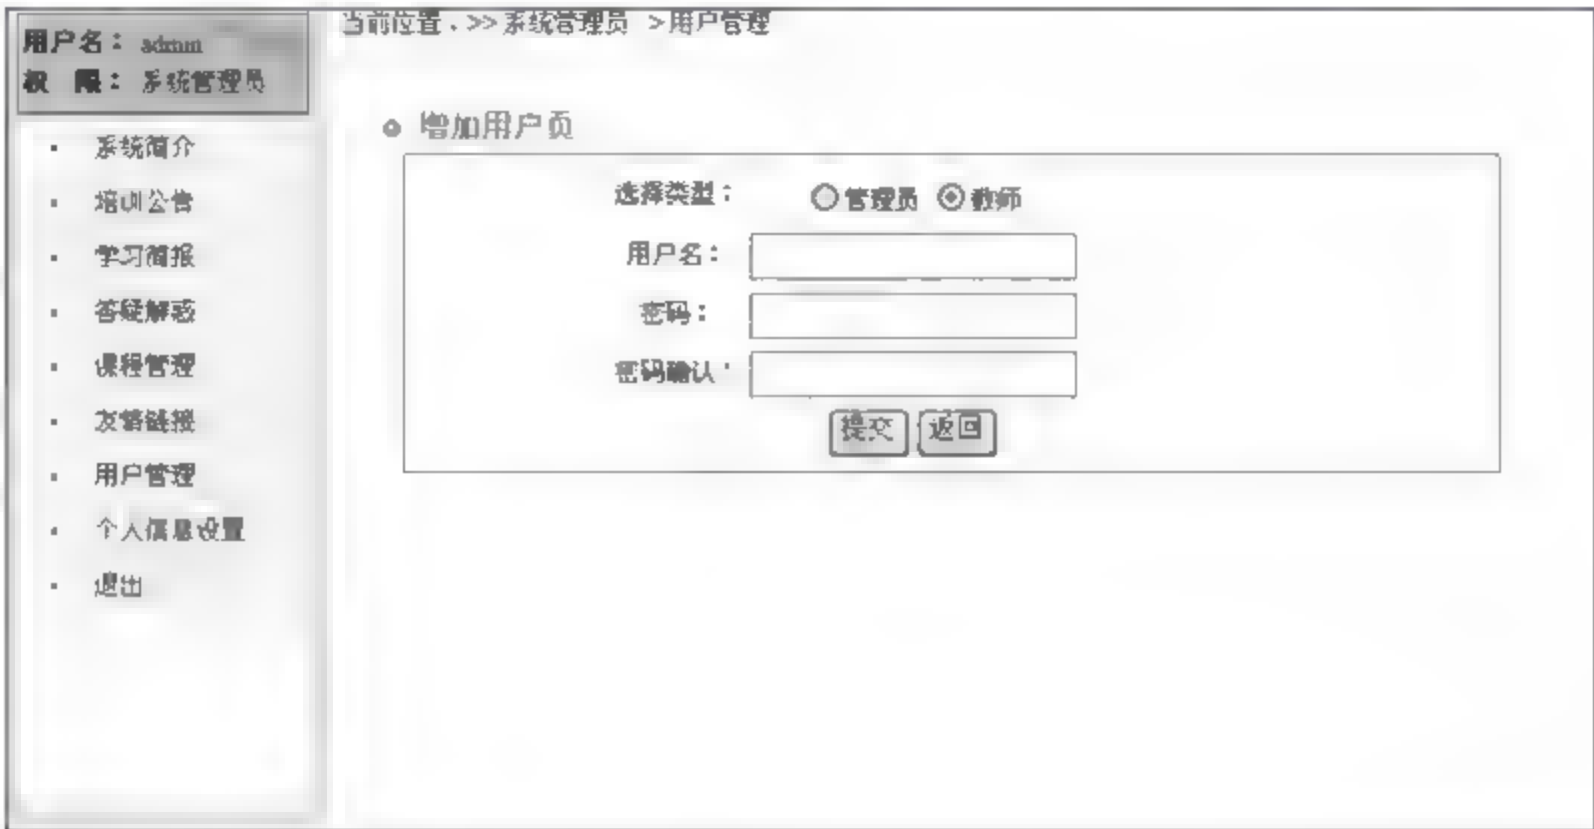 用户名： admin
权 限： 系统管理员
系统简介
培训公告
学习简报
答疑解惑
课程管理
友情链接
用户管理
个人信息设置
退出
当前位置：>> 系统管理员 >用户管理
增加用户页
选择类型： 管理员 教师
用户名：
密码：
密码确认：
提交 返回